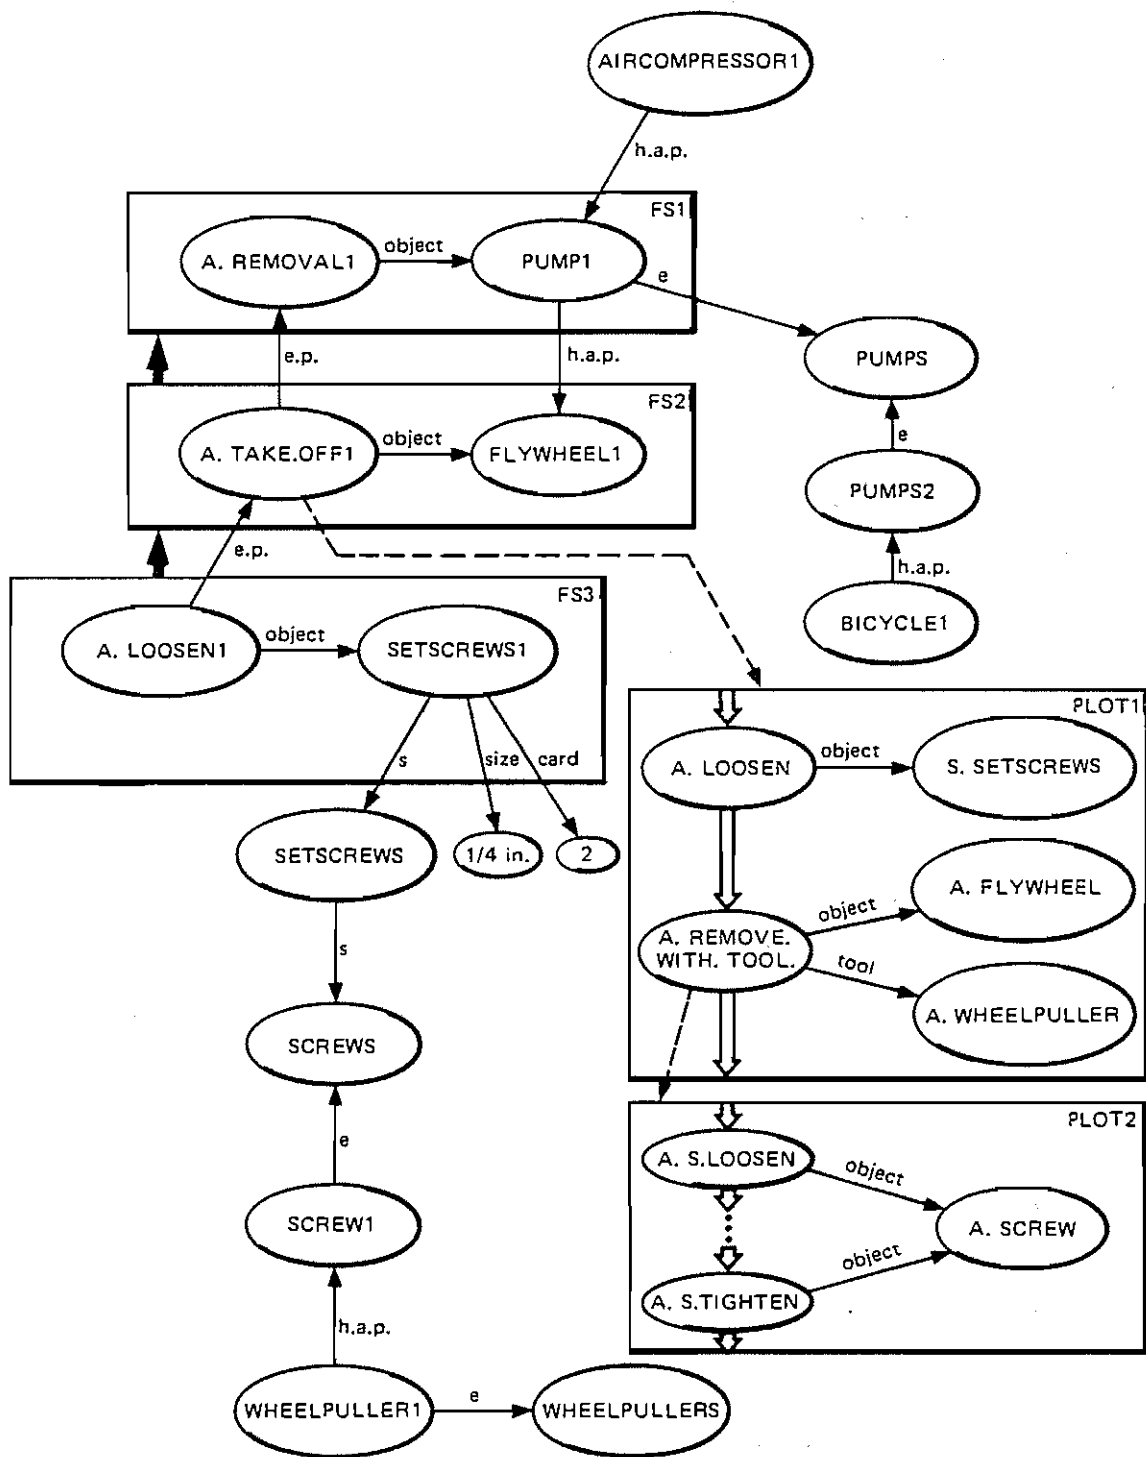 AIRCOMPRESSOR1
h.a.p.
FS1
A. REMOVAL1
object
PUMP1
e
e.p.
h.a.p.
PUMPS
FS2
A. TAKE.OFF1
object
FLYWHEEL1
e
PUMPS2
e.p.
h.a.p.
FS3
A. LOOSEN1
object
SETSCREWS1
BICYCLE1
s
size
card
SETSCREWS
1/4 in.
2
PLOT1
A. LOOSEN
object
S. SETSCREWS
A. REMOVE.
WITH. TOOL.
object
A. FLYWHEEL
tool
A. WHEELPULLER
s
SCREWS
e
SCREW1
h.a.p.
WHEELPULLER1
e
WHEELPULLERS
PLOT2
A. S.LOOSEN
object
A. SCREW
object
A. S.TIGHTEN